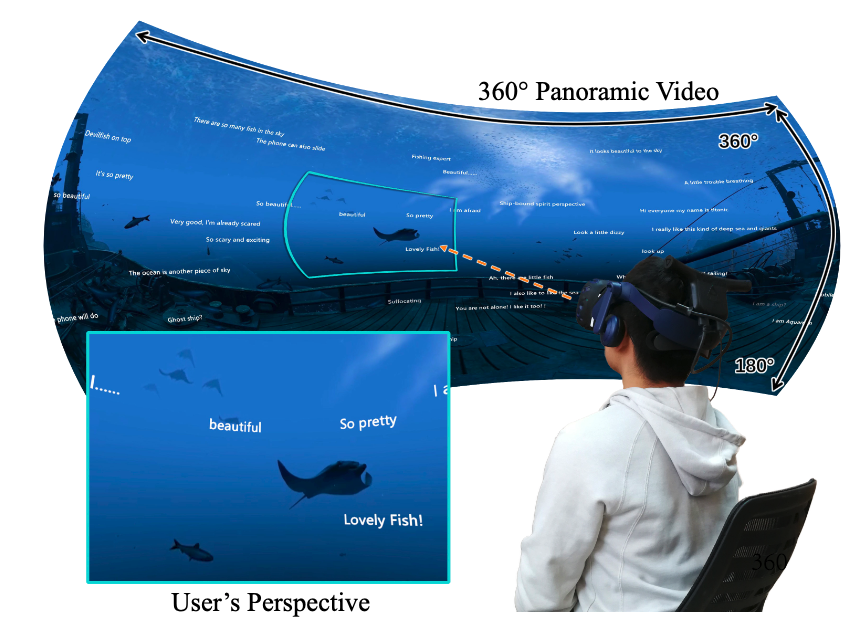 360° Panoramic Video
360°
There are so many fish in the sky
Devilfish on top
The phone can also slide
It looks beautiful to the sky
Fishing expert
Beautiful.....
It's so pretty
A little trouble breathing
so beautiful
So beautiful.....
beautiful
So pretty
I am afraid
Ship-bound spirit perspective
Hi everyone my name is
Very good, I'm already scared
Look a little dizzy
I really like this kind of deep sea and giants
So scary and exciting
Lovely Fish!
look up
The ocean is another piece of sky
Ah, there are little fish
railing!
I also like to
the sea
Suffocating
I am a ship?
You are not alone! I like it too! !
phone will do
Ghost ship?
I am
180°
I......
I a
beautiful
So pretty
Lovely Fish!
360
User's Perspective